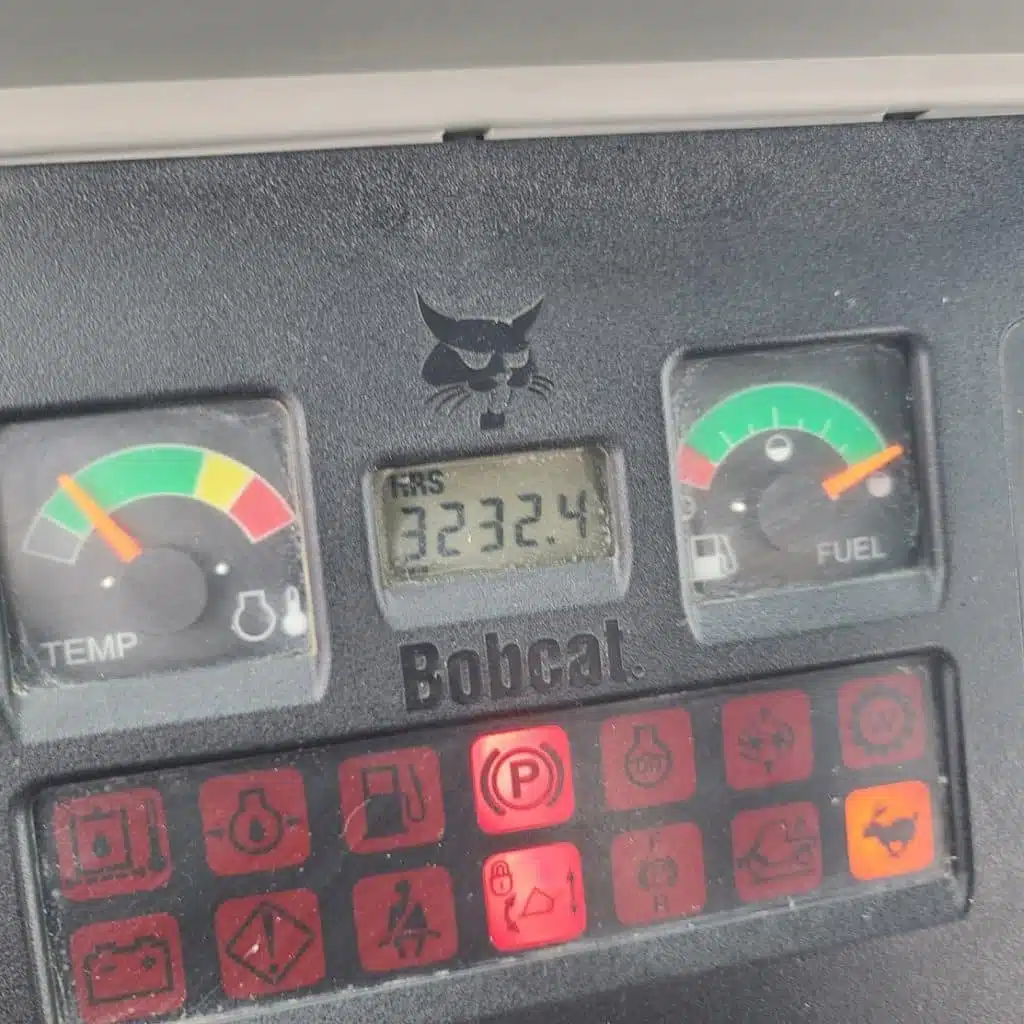 HRS
3232.4
TEMP
FUEL
Bobcat
P
F
R